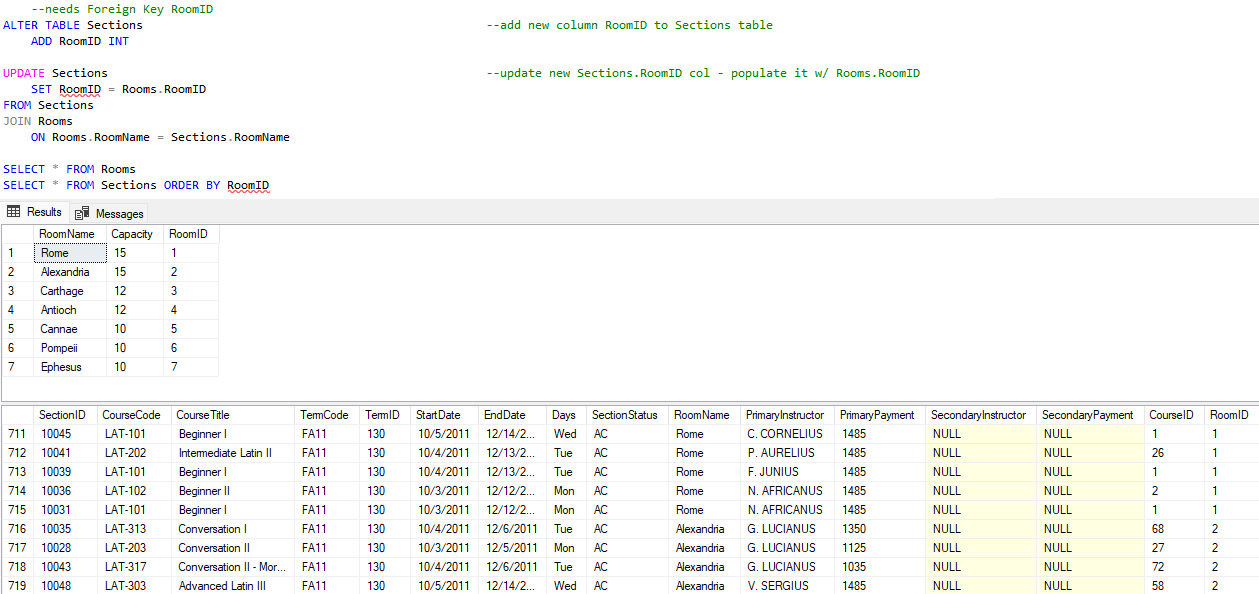 --needs Foreign Key RoomID
ALTER TABLE Sections --add new column RoomID to Sections table
ADD RoomID INT
UPDATE Sections --update new Sections.RoomID col - populate it w/ Rooms.RoomID
SET RoomID = Rooms.RoomID
FROM Sections
JOIN Rooms
ON Rooms.RoomName = Sections.RoomName
SELECT * FROM Rooms
SELECT * FROM Sections ORDER BY RoomID
Results Messages
RoomName Capacity RoomID
1 Rome 15 1
2 Alexandria 15 2
3 Carthage 12 3
4 Antioch 12 4
5 Cannae 10 5
6 Pompeii 10 6
7 Ephesus 10 7
SectionID CourseCode CourseTitle TermCode TermID StartDate EndDate Days SectionStatus RoomName PrimaryInstructor PrimaryPayment SecondaryInstructor SecondaryPayment CourseID RoomID
711 10045 LAT-101 Beginner I FA11 130 10/5/2011 12/14/2... Wed AC Rome C. CORNELIUS 1485 NULL NULL 1 1
712 10041 LAT-202 Intermediate Latin II FA11 130 10/4/2011 12/13/2... Tue AC Rome P. AURELIUS 1485 NULL NULL 26 1
713 10039 LAT-101 Beginner I FA11 130 10/4/2011 12/13/2... Tue AC Rome F. JUNIUS 1485 NULL NULL 1 1
714 10036 LAT-102 Beginner II FA11 130 10/3/2011 12/12/2... Mon AC Rome N. AFRICANUS 1485 NULL NULL 2 1
715 10031 LAT-101 Beginner I FA11 130 10/3/2011 12/12/2... Mon AC Rome N. AFRICANUS 1485 NULL NULL 1 1
716 10035 LAT-313 Conversation I FA11 130 10/4/2011 12/6/2011 Tue AC Alexandria G. LUCIANUS 1350 NULL NULL 68 2
717 10028 LAT-203 Conversation II FA11 130 10/3/2011 12/5/2011 Mon AC Alexandria G. LUCIANUS 1125 NULL NULL 27 2
718 10043 LAT-317 Conversation II - Mor... FA11 130 10/4/2011 12/6/2011 Tue AC Alexandria G. LUCIANUS 1035 NULL NULL 72 2
719 10048 LAT-303 Advanced Latin III FA11 130 10/5/2011 12/14/2... Wed AC Alexandria V. SERGIUS 1485 NULL NULL 58 2